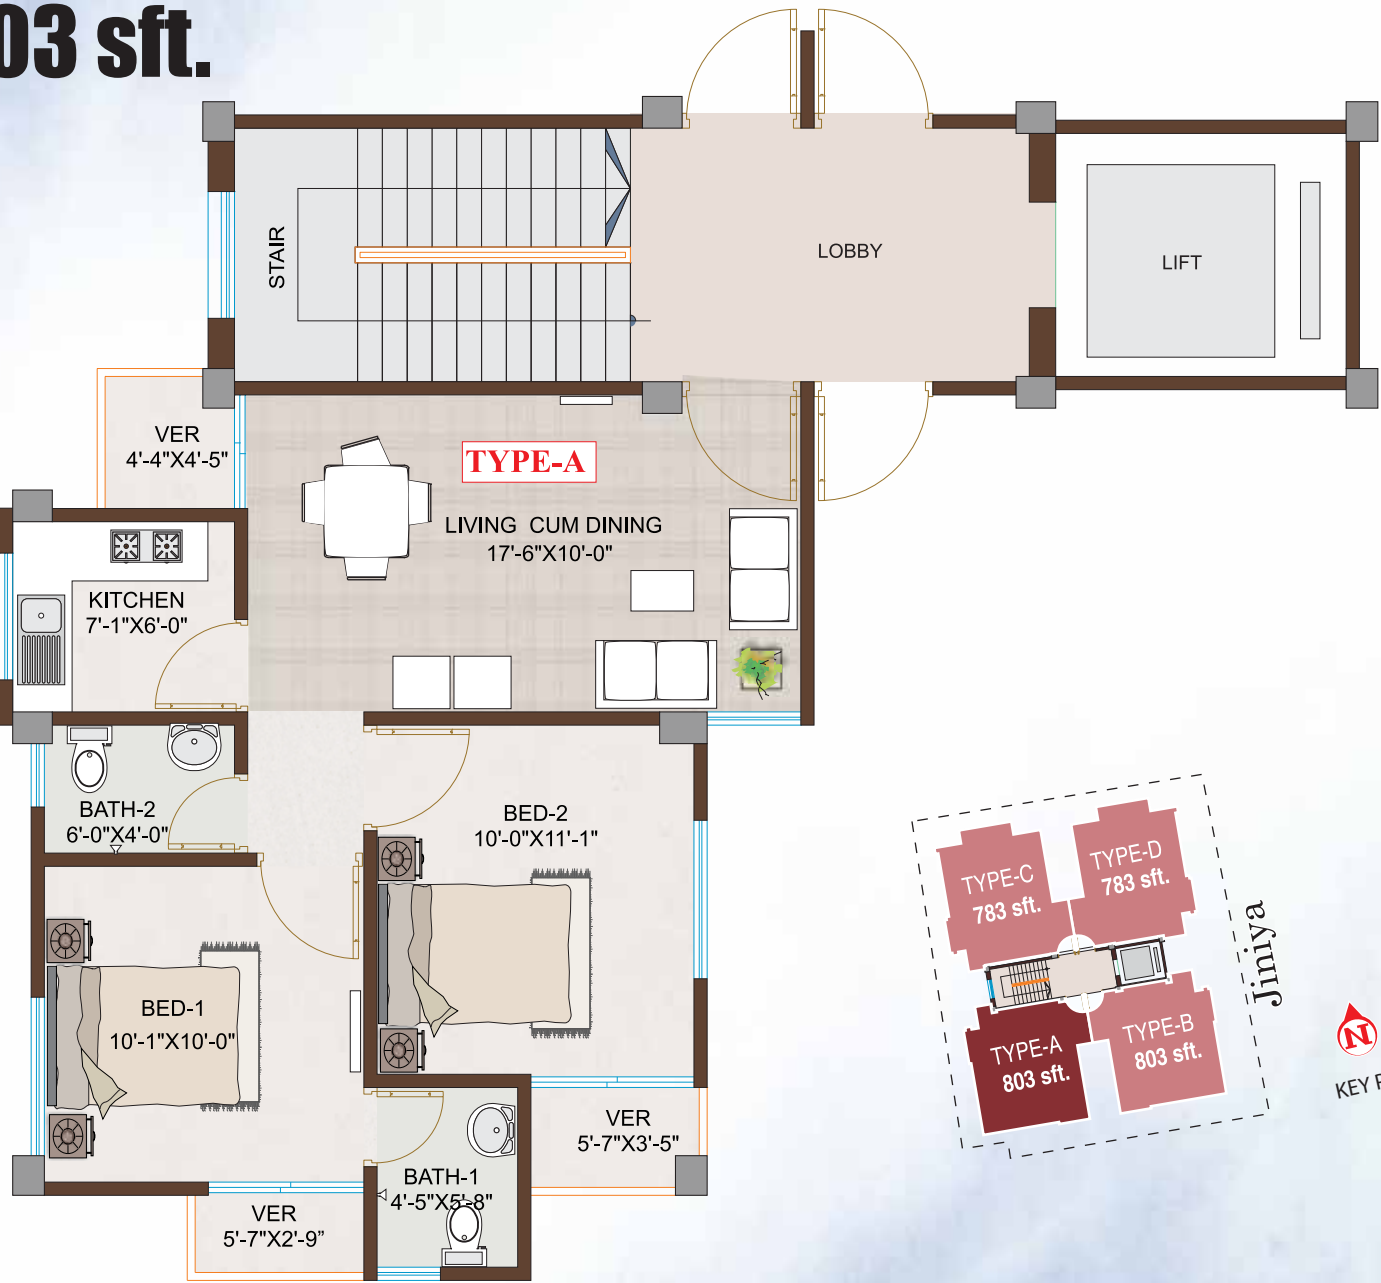 03 sft.
STAIR
LOBBY
LIFT
VER
4'-4"X4'-5"
TYPE-A
LIVING CUM DINING
17'-6"X10'-0"
KITCHEN
7'-1"X6'-0"
BATH-2
6'-0"X4'-0"
BED-2
10'-0"X11'-1"
BED-1
10'-1"X10'-0"
VER
5'-7"X3'-5"
BATH-1
4'-5"X5'-8"
VER
5'-7"X2'-9"
TYPE-C
783 sft.
TYPE-D
783 sft.
TYPE-A
803 sft.
TYPE-B
803 sft.
Jiniya
N
KEY